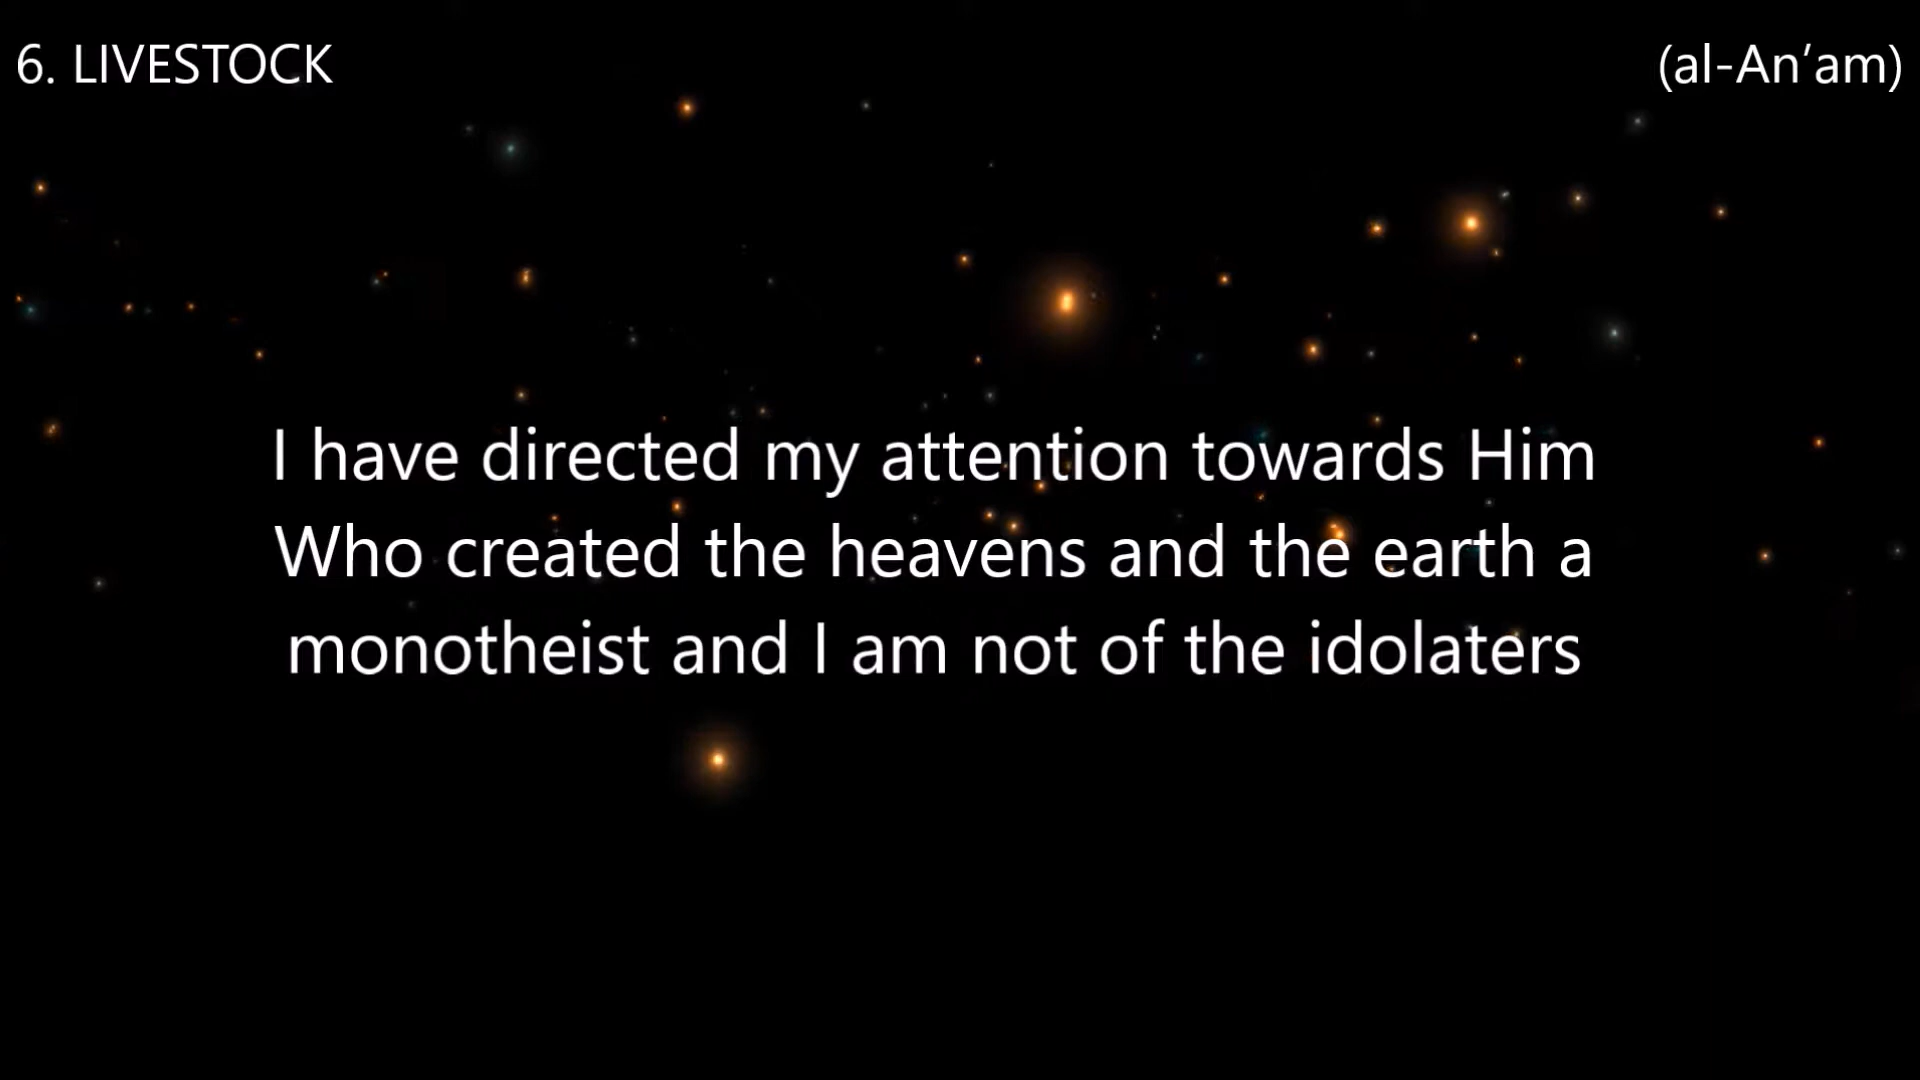 6. LIVESTOCK
(al-An’am)
I have directed my attention towards Him
Who created the heavens and the earth a
monotheist and I am not of the idolaters